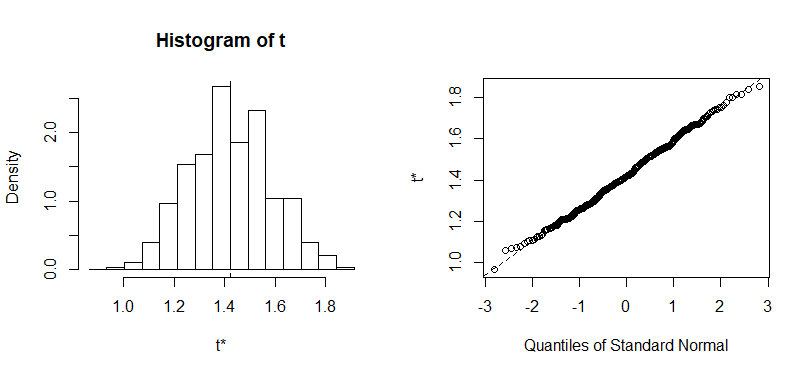 Histogram of t
Density
0.0 1.0 2.0
1.0 1.2 1.4 1.6 1.8
t*
t*
1.0 1.2 1.4 1.6 1.8
-3 -2 -1 0 1 2 3
Quantiles of Standard Normal